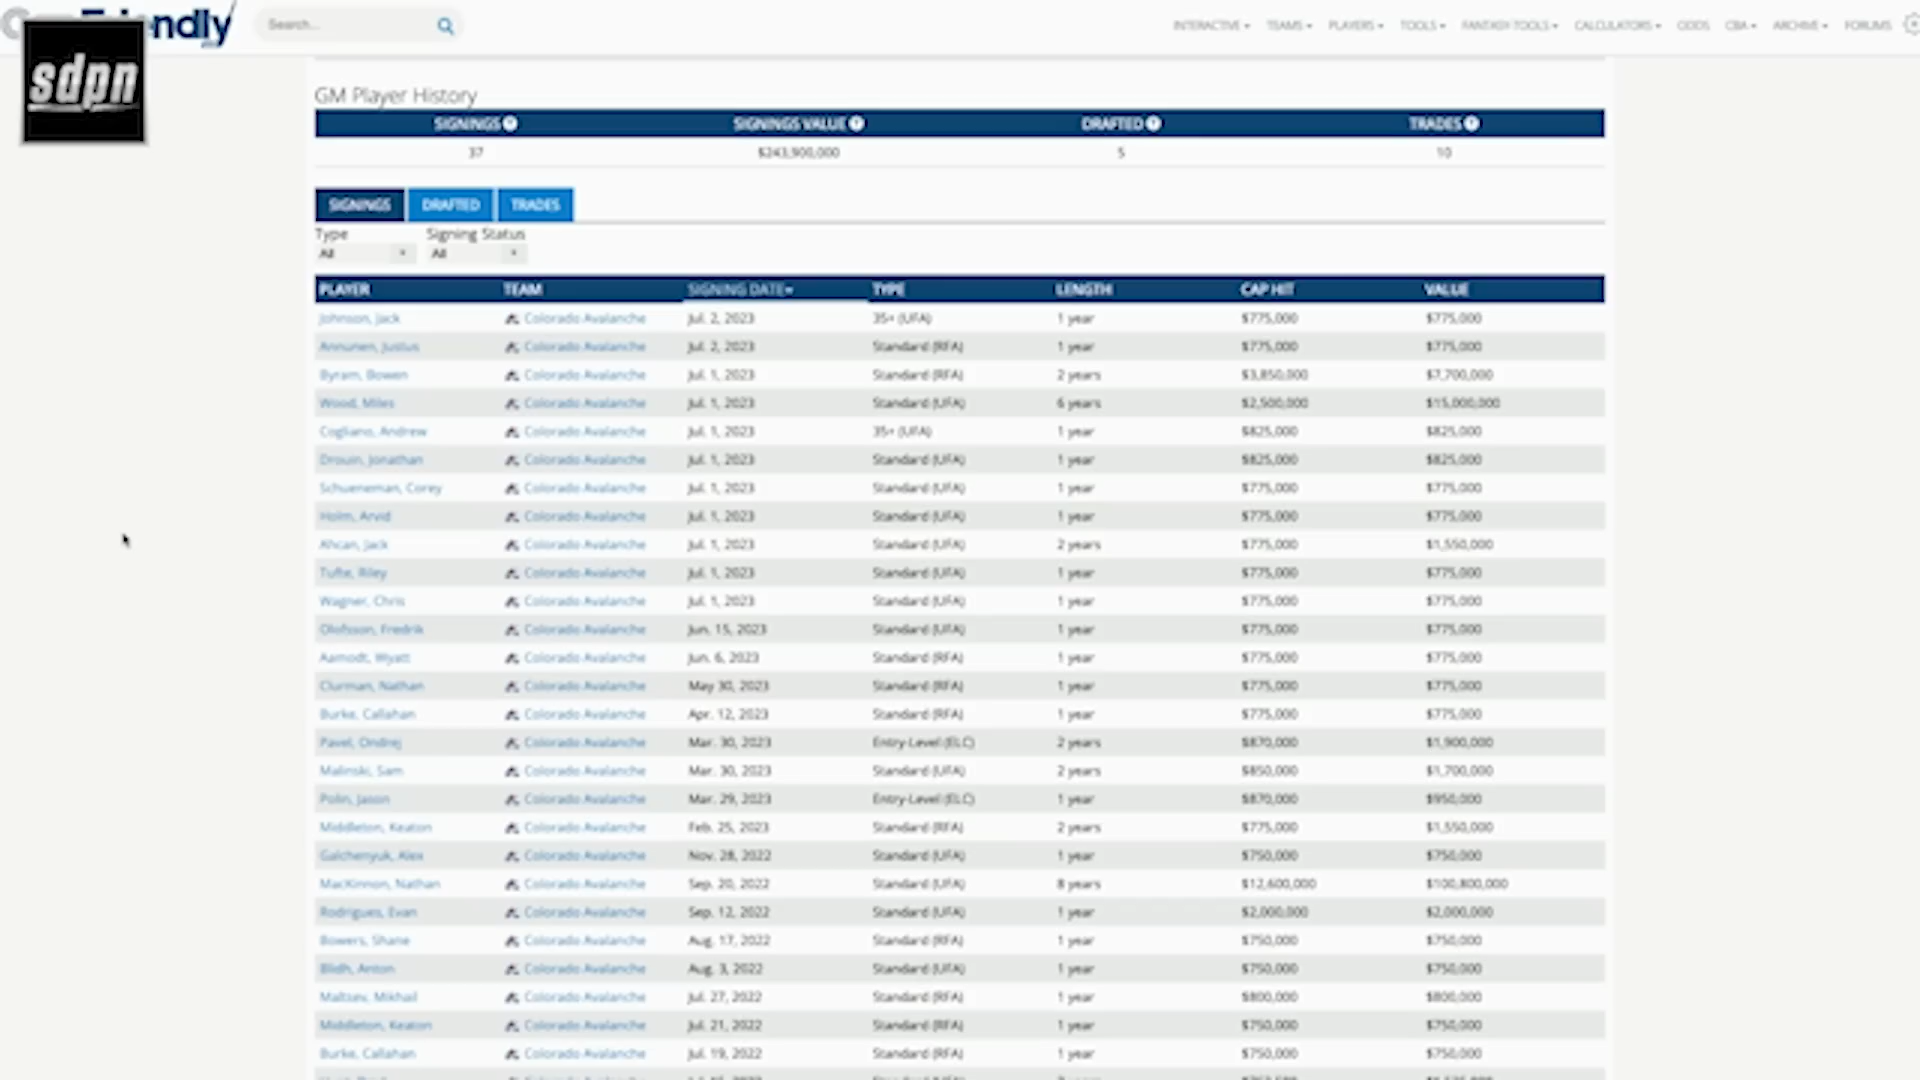 ndly
Search...
INTERACTIVE TEAMS PLAYERS TOOLS FANTASY TOOLS CALCULATORS ODDS CBA ARCHIVE FORUMS
sdpn
GM Player History
SIGNINGS SIGNINGS VALUE DRAFTED TRADES
37 $243,900,000 5 10
SIGNINGS DRAFTED TRADES
Type Signing Status
All All
PLAYER TEAM SIGNING DATE TYPE LENGTH CAP HIT VALUE
Johnson, Jack Colorado Avalanche Jul. 2, 2023 35+ (UFA) 1 year $775,000 $775,000
Annunen, Justus Colorado Avalanche Jul. 2, 2023 Standard (RFA) 1 year $775,000 $775,000
Byram, Bowen Colorado Avalanche Jul. 1, 2023 Standard (RFA) 2 years $3,850,000 $7,700,000
Wood, Miles Colorado Avalanche Jul. 1, 2023 Standard (UFA) 6 years $2,500,000 $15,000,000
Cogliano, Andrew Colorado Avalanche Jul. 1, 2023 35+ (UFA) 1 year $825,000 $825,000
Drouin, Jonathan Colorado Avalanche Jul. 1, 2023 Standard (UFA) 1 year $825,000 $825,000
Schueneman, Corey Colorado Avalanche Jul. 1, 2023 Standard (UFA) 1 year $775,000 $775,000
Holm, Arvid Colorado Avalanche Jul. 1, 2023 Standard (UFA) 1 year $775,000 $775,000
Ahcan, Jack Colorado Avalanche Jul. 1, 2023 Standard (UFA) 2 years $775,000 $1,550,000
Tufte, Riley Colorado Avalanche Jul. 1, 2023 Standard (UFA) 1 year $775,000 $775,000
Wagner, Chris Colorado Avalanche Jul. 1, 2023 Standard (UFA) 1 year $775,000 $775,000
Olofsson, Fredrik Colorado Avalanche Jun. 15, 2023 Standard (UFA) 1 year $775,000 $775,000
Aamodt, Wyatt Colorado Avalanche Jun. 6, 2023 Standard (RFA) 1 year $775,000 $775,000
Clurman, Nathan Colorado Avalanche May 30, 2023 Standard (RFA) 1 year $775,000 $775,000
Burke, Callahan Colorado Avalanche Apr. 12, 2023 Standard (RFA) 1 year $775,000 $775,000
Pavel, Ondrej Colorado Avalanche Mar. 30, 2023 Entry-Level (ELC) 2 years $870,000 $1,900,000
Malinski, Sam Colorado Avalanche Mar. 30, 2023 Standard (UFA) 2 years $850,000 $1,700,000
Polin, Jason Colorado Avalanche Mar. 29, 2023 Entry-Level (ELC) 1 year $870,000 $950,000
Middleton, Keaton Colorado Avalanche Feb. 25, 2023 Standard (RFA) 2 years $775,000 $1,550,000
Galchenyuk, Alex Colorado Avalanche Nov. 28, 2022 Standard (UFA) 1 year $750,000 $750,000
MacKinnon, Nathan Colorado Avalanche Sep. 20, 2022 Standard (UFA) 8 years $12,600,000 $100,800,000
Rodrigues, Evan Colorado Avalanche Sep. 12, 2022 Standard (UFA) 1 year $2,000,000 $2,000,000
Bowers, Shane Colorado Avalanche Aug. 17, 2022 Standard (RFA) 1 year $750,000 $750,000
Blidh, Anton Colorado Avalanche Aug. 3, 2022 Standard (UFA) 1 year $750,000 $750,000
Maltsev, Mikhail Colorado Avalanche Jul. 27, 2022 Standard (RFA) 1 year $800,000 $800,000
Middleton, Keaton Colorado Avalanche Jul. 21, 2022 Standard (RFA) 1 year $750,000 $750,000
Burke, Callahan Colorado Avalanche Jul. 19, 2022 Standard (RFA) 1 year $750,000 $750,000